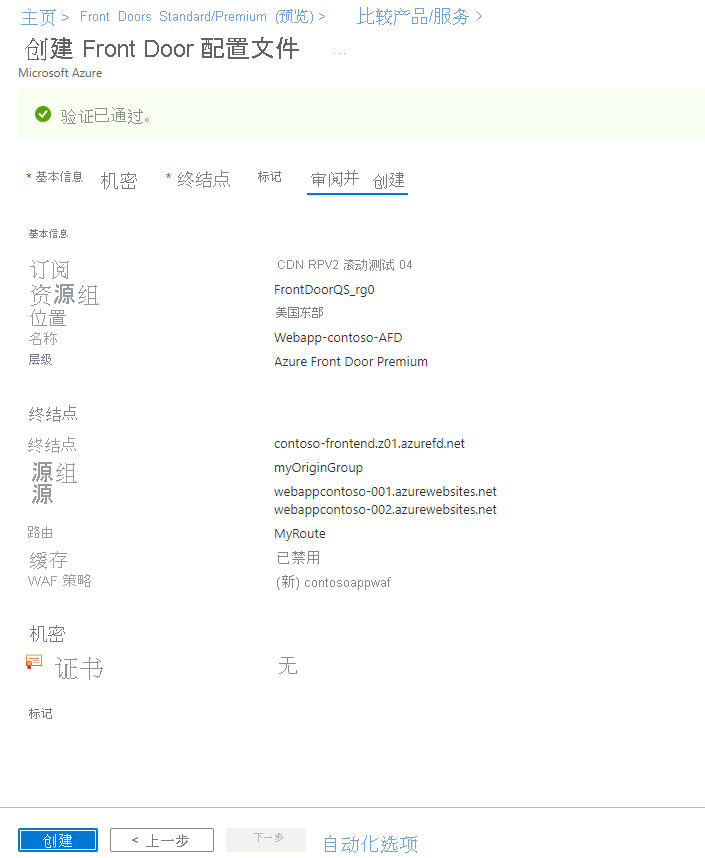 主页 > Front Doors Standard/Premium (预览) > 比较产品/服务 >
创建 Front Door 配置文件 ...
Microsoft Azure
验证已通过。
* 基本信息 机密 * 终结点 标记 审阅并 创建
基本信息
订阅 CDN RPV2 滚动测试 04
资源组 FrontDoorQS_rg0
位置 美国东部
名称 Webapp-contoso-AFD
层级 Azure Front Door Premium
终结点
终结点 contoso-frontend.z01.azurefd.net
源组 myOriginGroup
源 webappcontoso-001.azurewebsites.net
webappcontoso-002.azurewebsites.net
路由 MyRoute
缓存 已禁用
WAF 策略 (新) contosoappwaf
机密
证书 无
标记
创建 < 上一步 下一步 自动化选项